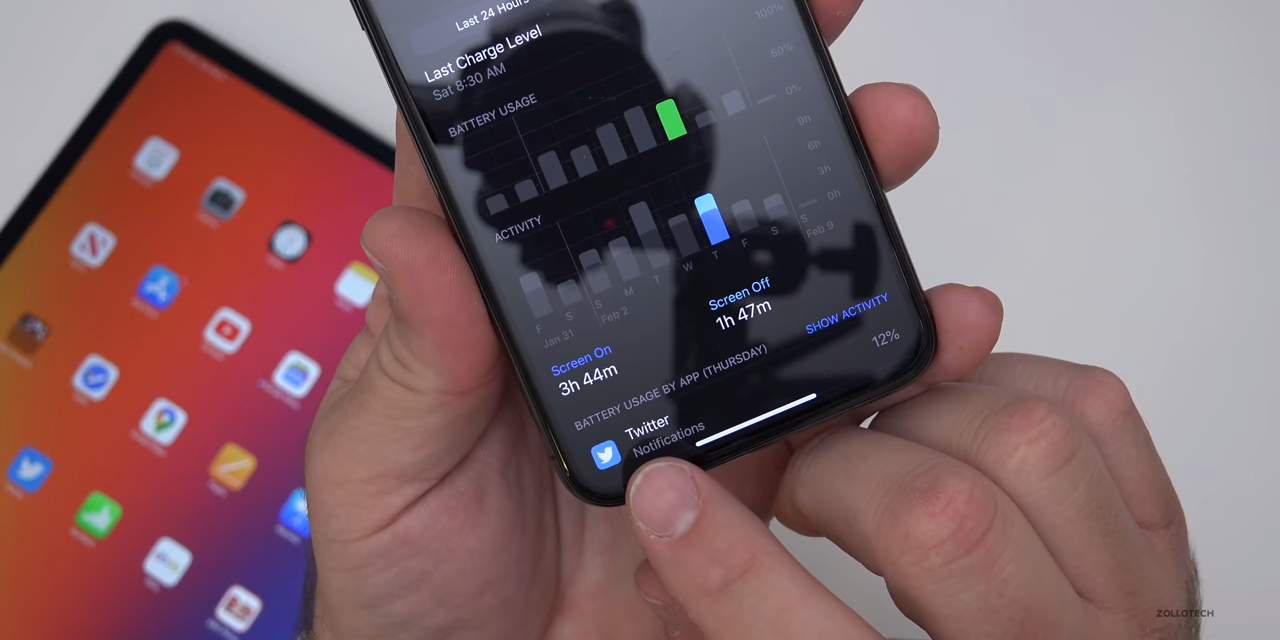 Last 24 Hours
Last Charge Level
Sat 8:30 AM
BATTERY USAGE
100%
50%
0%
ACTIVITY
9h
6h
3h
0h
F S S M T W T F S S
Jan 31
Feb 2
Feb 9
Screen On
3h 44m
Screen Off
1h 47m
BATTERY USAGE BY APP (THURSDAY)
SHOW ACTIVITY
Twitter
12%
Notifications
ZOLLOTECH